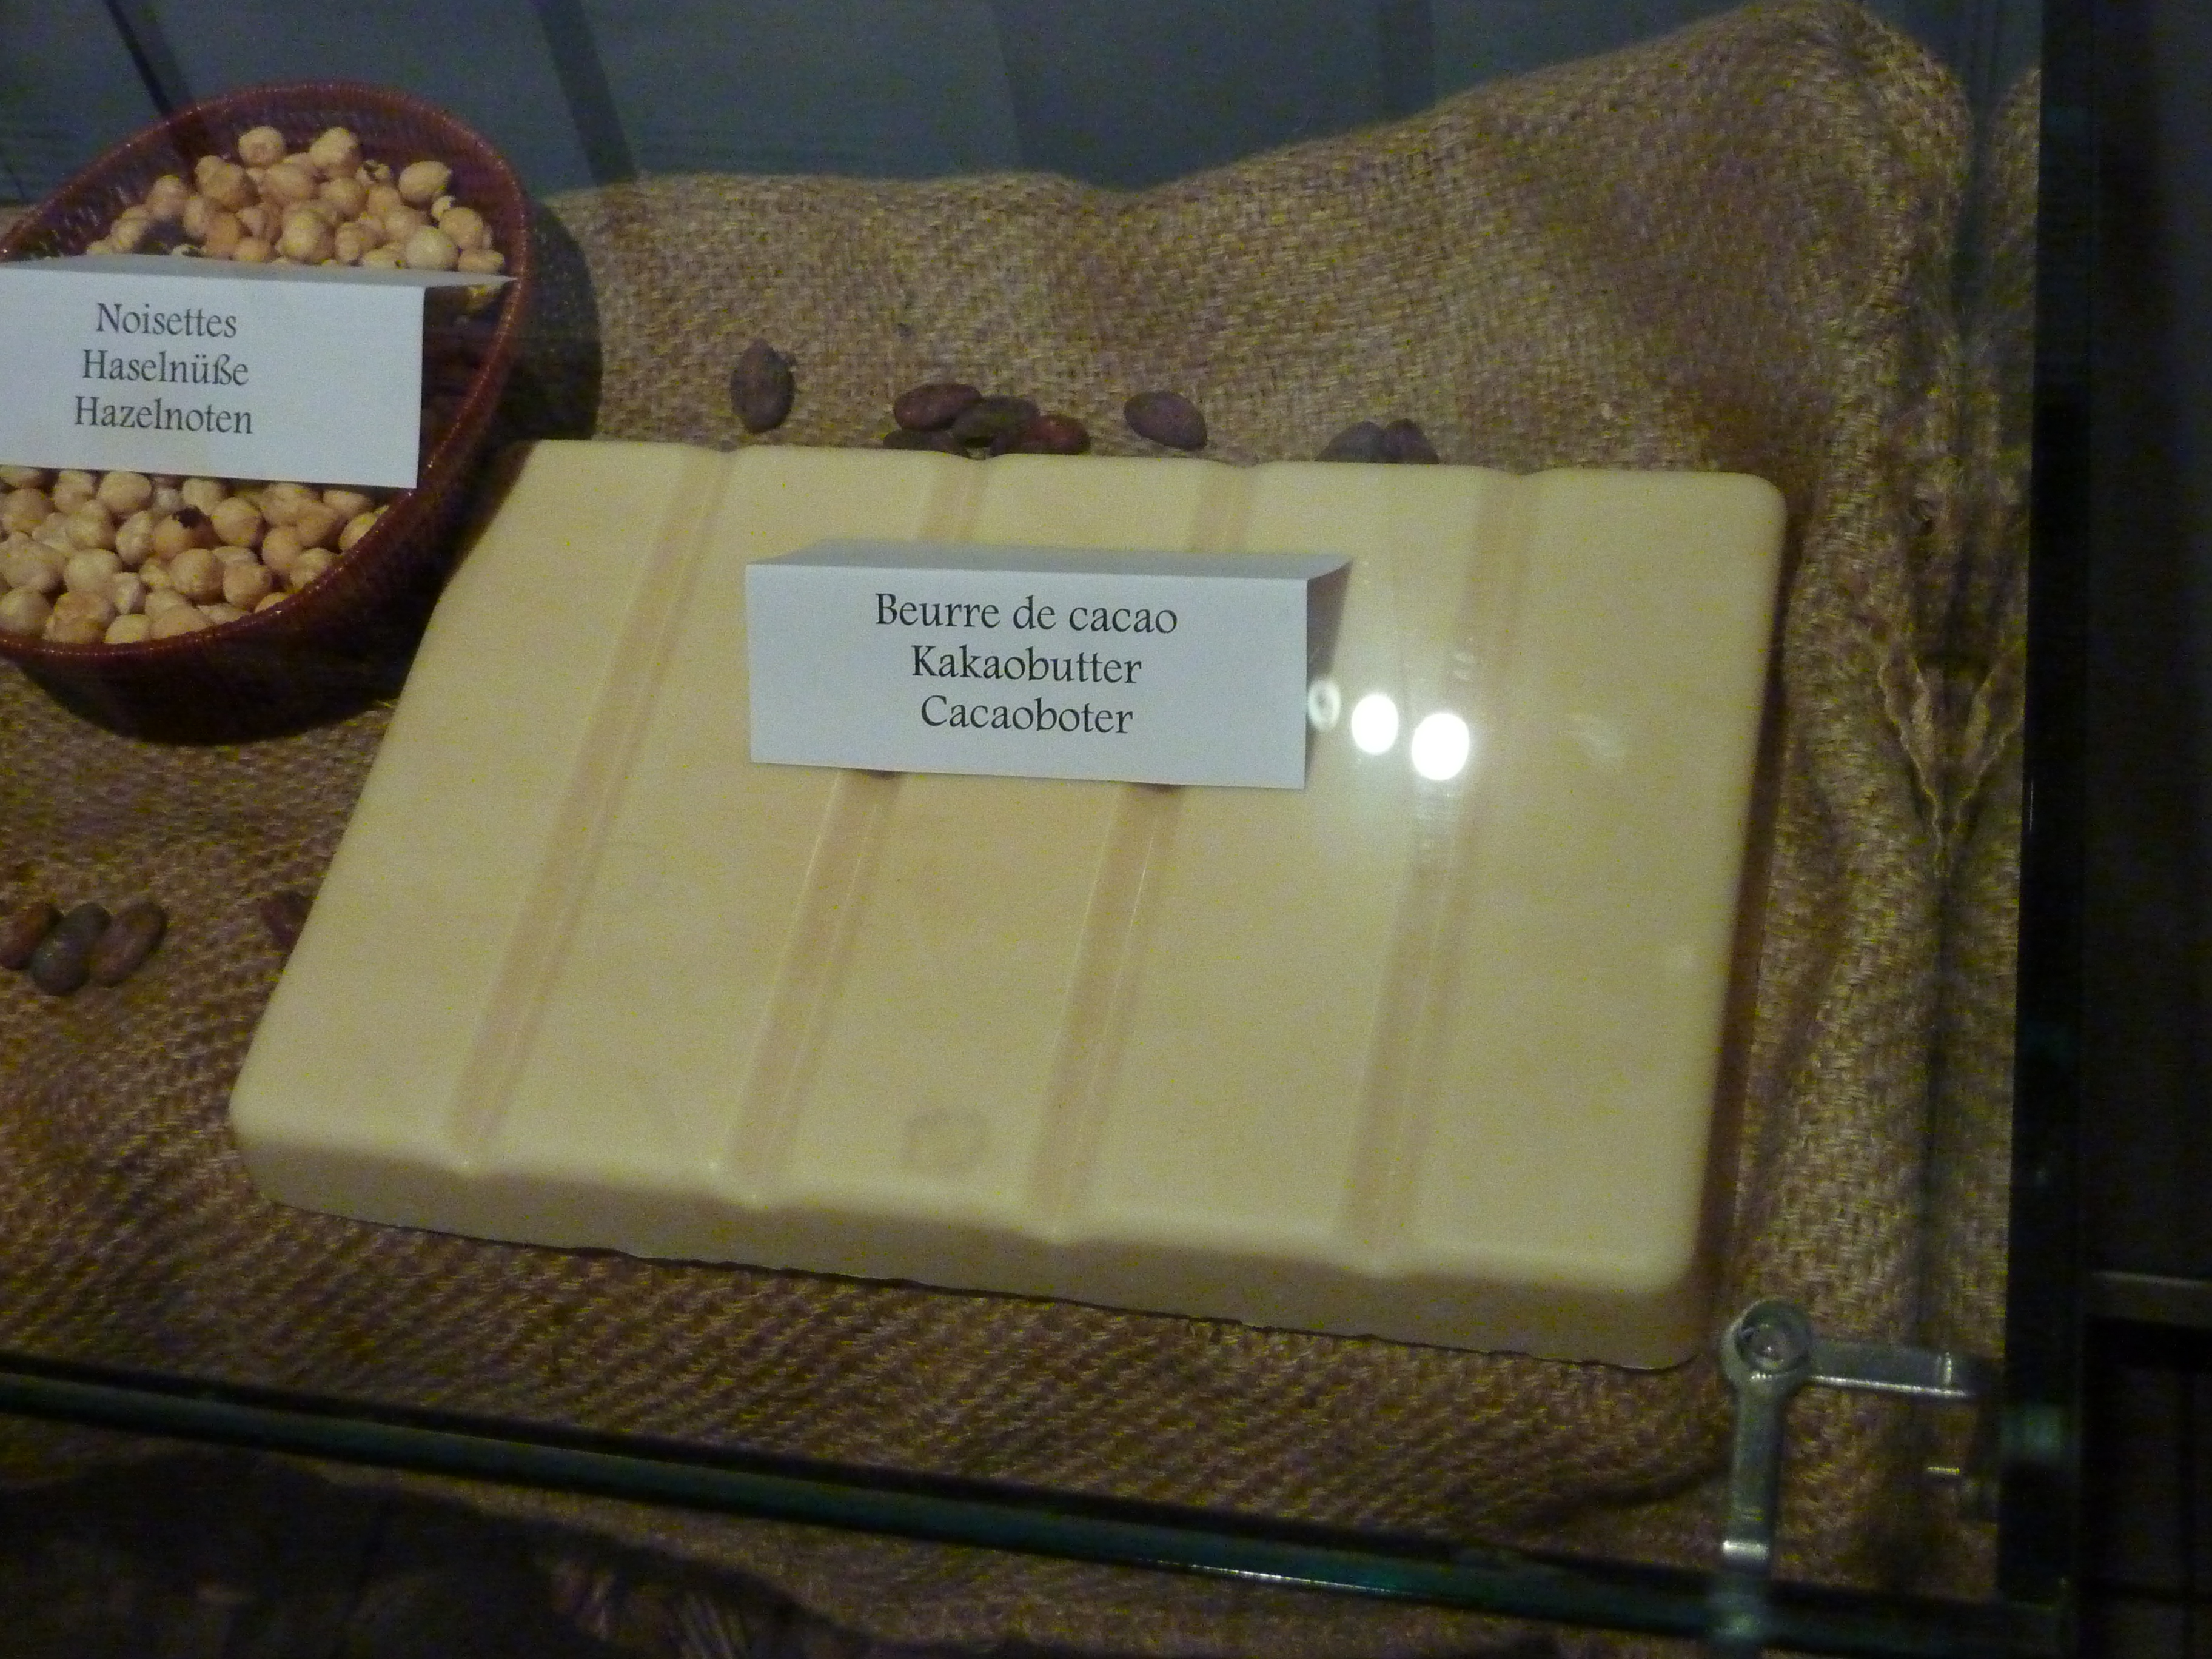 Noisettes
Haselnüße
Hazelnoten
Beurre de cacao
Kakaobutter
Cacaoboter